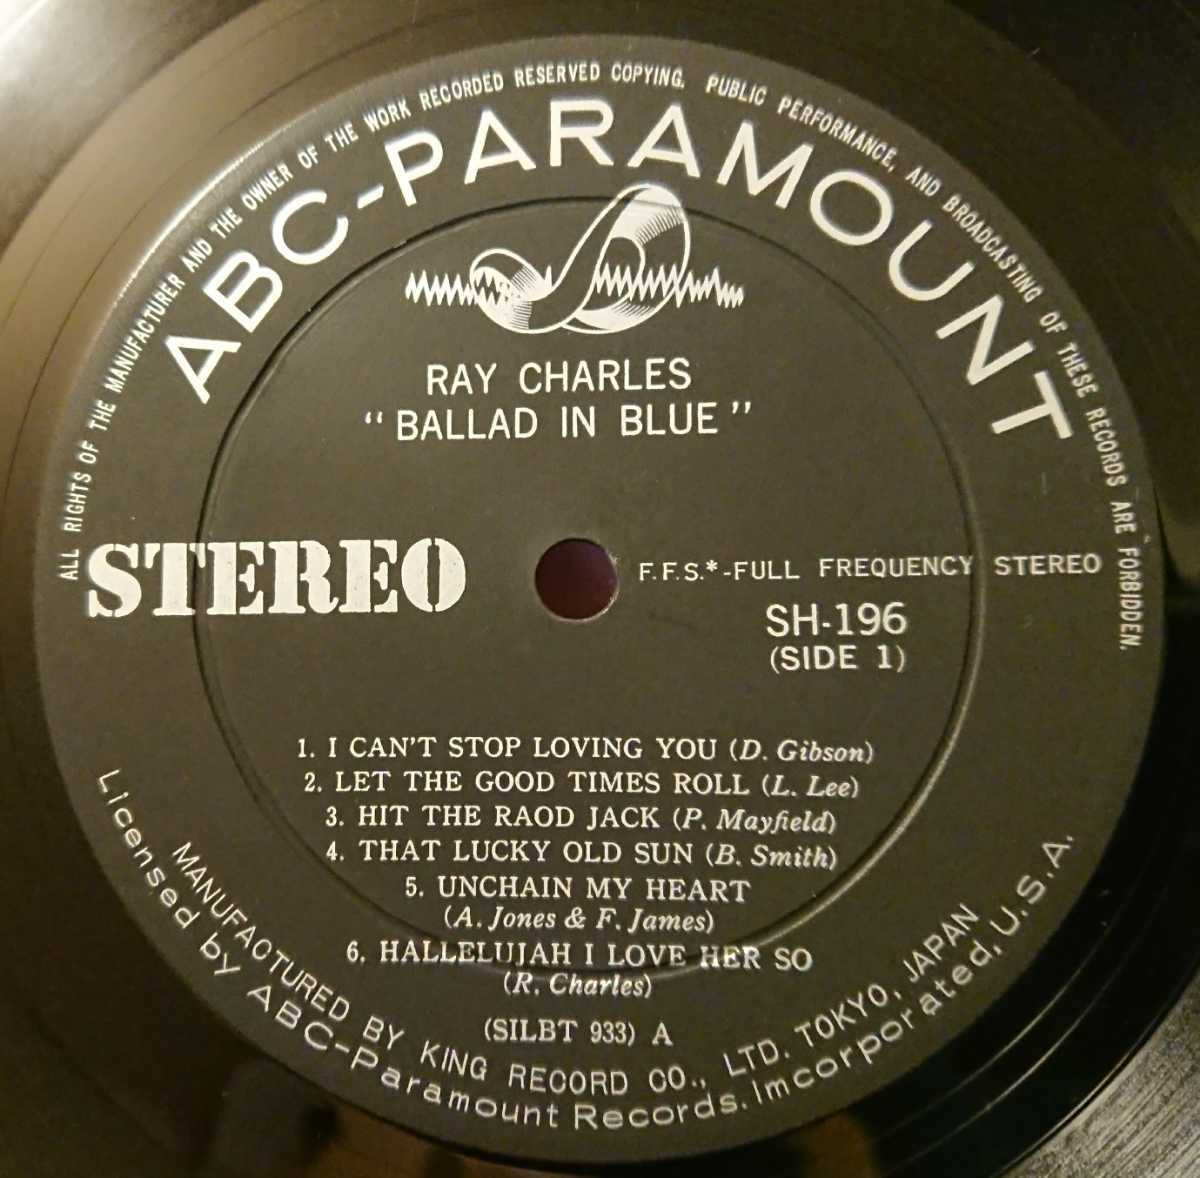 ALL RIGHTS OF THE MANUFACTURER AND THE OWNER OF THE WORK RECORDED RESERVED COPYING. PUBLIC PERFORMANCE, AND BROADCASTING OF THESE RECORDS ARE FORBIDDEN.
ABC-PARAMOUNT
RAY CHARLES
"BALLAD IN BLUE"
STEREO
F.F.S.*-FULL FREQUENCY STEREO
SH-196
(SIDE 1)
1. I CAN'T STOP LOVING YOU (D. Gibson)
2. LET THE GOOD TIMES ROLL (L. Lee)
3. HIT THE RAOD JACK (P. Mayfield)
4. THAT LUCKY OLD SUN (B. Smith)
5. UNCHAIN MY HEART
(A. Jones & F. James)
6. HALLELUJAH I LOVE HER SO
(R. Charles)
(SILBT 933) A
MANUFACTURED BY KING RECORD CO., LTD. TOKYO, JAPAN
Licensed by ABC-Paramount Records. Imcorporated, U.S.A.